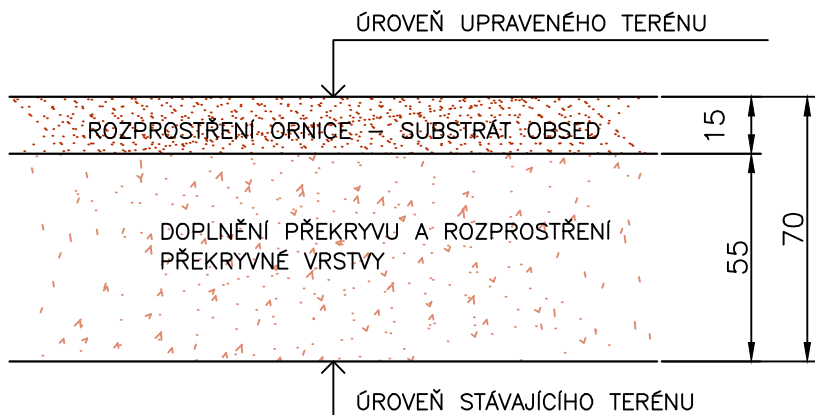 ÚROVEŇ UPRAVENÉHO TERÉNU
ROZPROSTŘENÍ ORNICE – SUBSTRÁT OBSED
15
DOPLNĚNÍ PŘEKRYVU A ROZPROSTŘENÍ
PŘEKRYVNÉ VRSTVY
55
70
ÚROVEŇ STÁVAJÍCÍHO TERÉNU